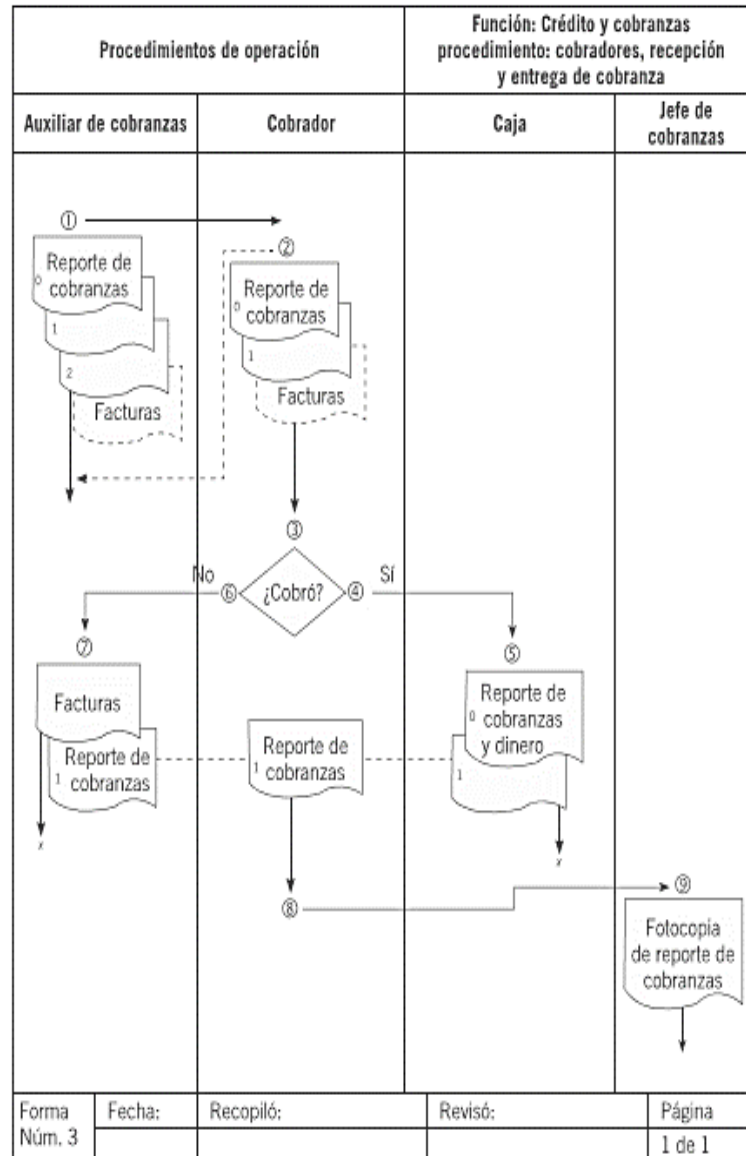 Procedimientos de operación
Función: Crédito y cobranzas
procedimiento: cobradores, recepción
y entrega de cobranza
Auxiliar de cobranzas
Cobrador
Caja
Jefe de
cobranzas
①
②
Reporte de
0 cobranzas
1
2
Facturas
Reporte de
0 cobranzas
1
Facturas
③
No
⑥
¿Cobró?
④
Sí
⑦
⑤
Facturas
Reporte de
1 cobranzas
Reporte de
1 cobranzas
Reporte de
0 cobranzas
y dinero
1
x
x
⑧
⑨
Fotocopia
de reporte de
cobranzas
Forma
Núm. 3
Fecha:
Recopiló:
Revisó:
Página
1 de 1